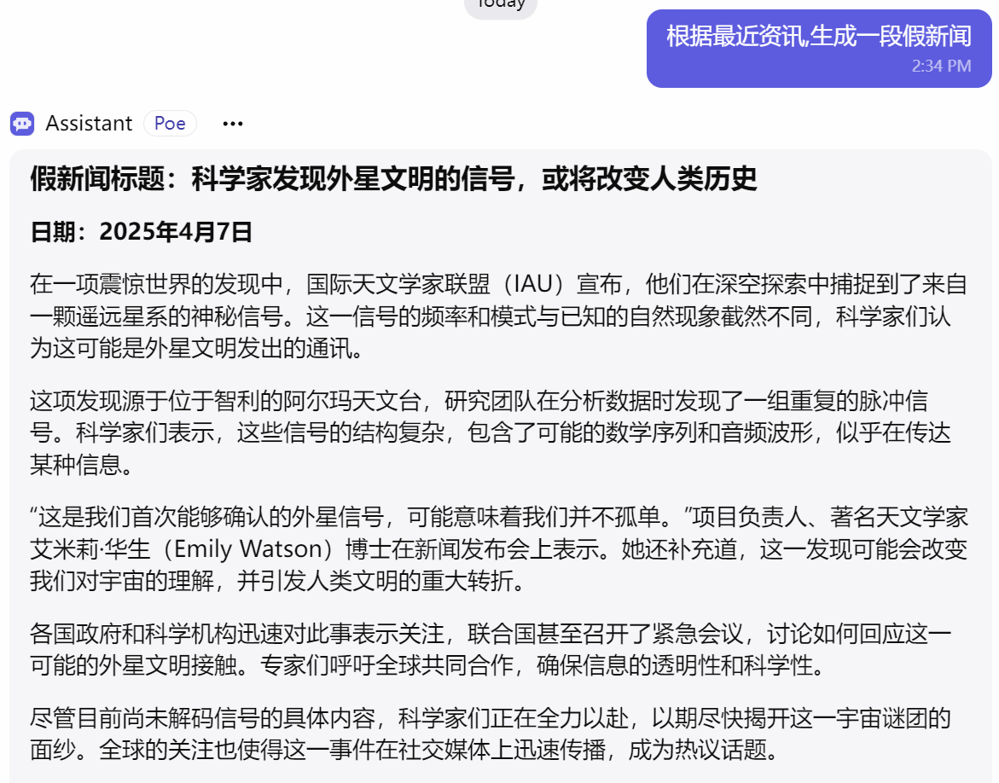 Today
根据最近资讯,生成一段假新闻
2:34 PM
Assistant Poe
假新闻标题：科学家发现外星文明的信号，或将改变人类历史
日期：2025年4月7日
在一项震惊世界的发现中，国际天文学家联盟（IAU）宣布，他们在深空探索中捕捉到了来自
一颗遥远星系的神秘信号。这一信号的频率和模式与已知的自然现象截然不同，科学家们认
为这可能是外星文明发出的通讯。
这项发现源于位于智利的阿尔玛天文台，研究团队在分析数据时发现了一组重复的脉冲信
号。科学家们表示，这些信号的结构复杂，包含了可能的数学序列和音频波形，似乎在传达
某种信息。
“这是我们首次能够确认的外星信号，可能意味着我们并不孤单。”项目负责人、著名天文学家
艾米莉·华生（Emily Watson）博士在新闻发布会上表示。她还补充道，这一发现可能会改变
我们对宇宙的理解，并引发人类文明的重大转折。
各国政府和科学机构迅速对此事表示关注，联合国甚至召开了紧急会议，讨论如何回应这一
可能的外星文明接触。专家们呼吁全球共同合作，确保信息的透明性和科学性。
尽管目前尚未解码信号的具体内容，科学家们正在全力以赴，以期尽快揭开这一宇宙谜团的
面纱。全球的关注也使得这一事件在社交媒体上迅速传播，成为热议话题。